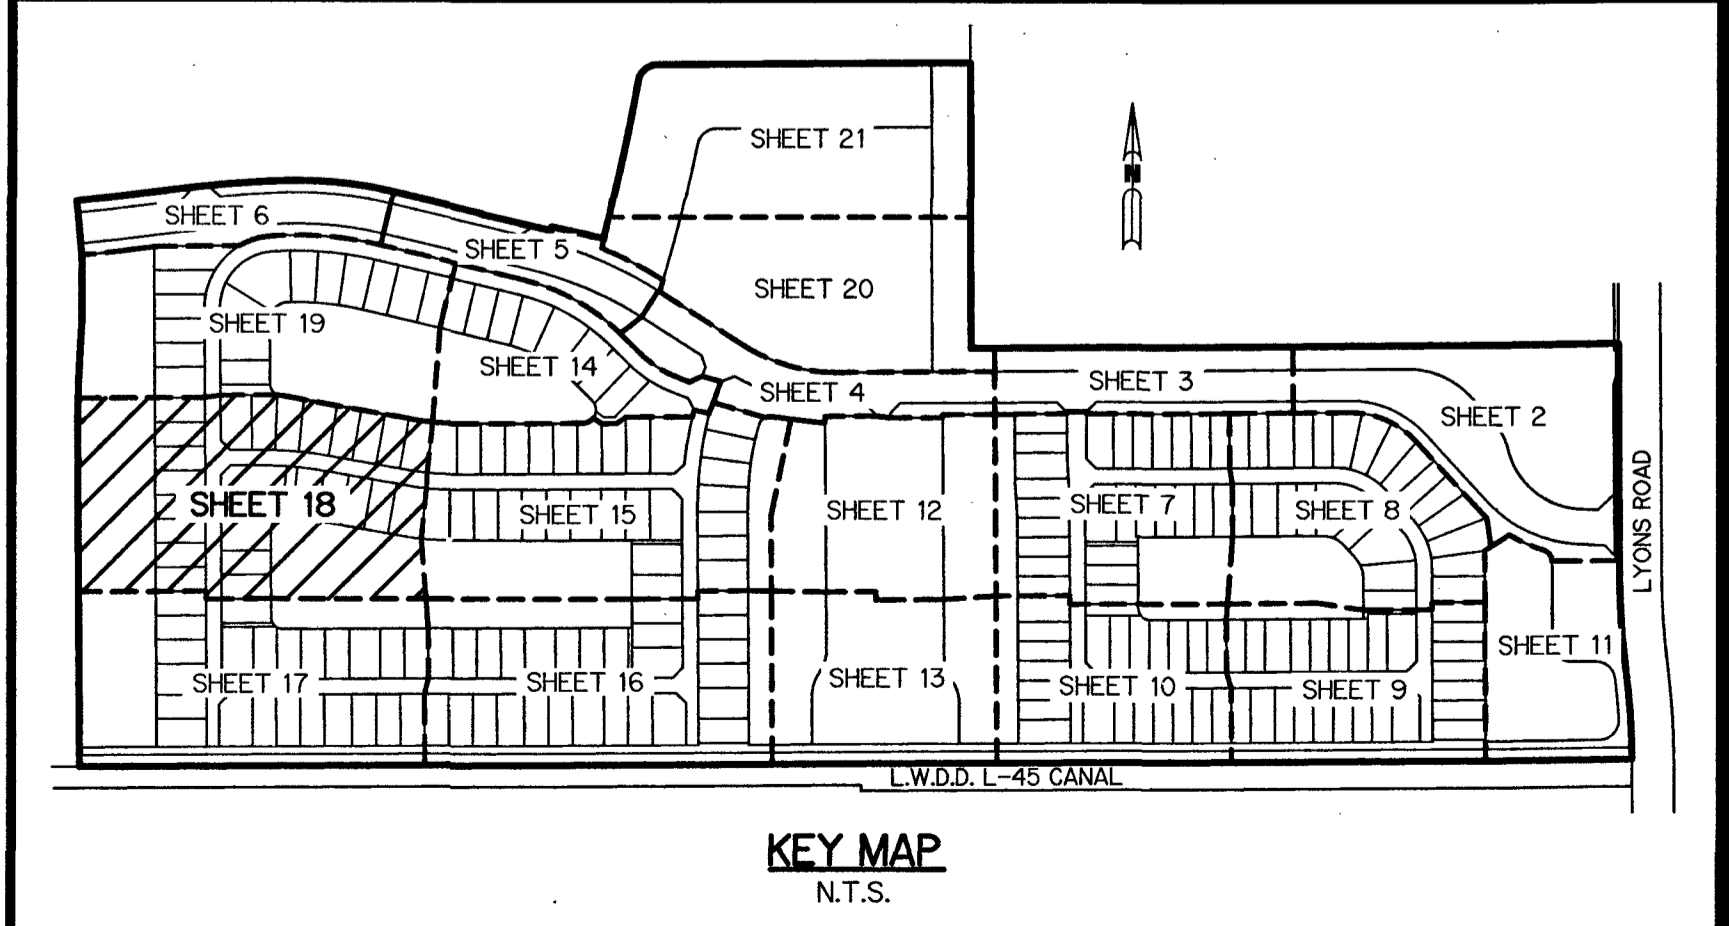 SHEET 21
N
SHEET 6
SHEET 5
SHEET 20
SHEET 19
SHEET 14
SHEET 4
SHEET 3
SHEET 2
SHEET 18
SHEET 15
SHEET 12
SHEET 7
SHEET 8
LYONS ROAD
SHEET 17
SHEET 16
SHEET 13
SHEET 10
SHEET 9
SHEET 11
L.W.D.D. L-45 CANAL
KEY MAP
N.T.S.